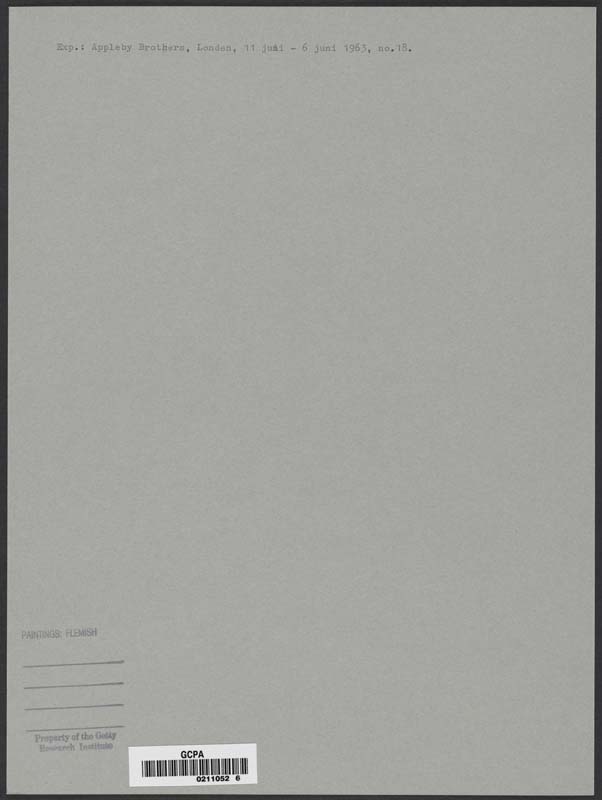 Exp.: Appleby Brothers, London, 11 juni - 6 juni 1963, no.18.
PAINTINGS: FLEMISH
Property of the Getty
Research Institute
GCPA
0211052 6